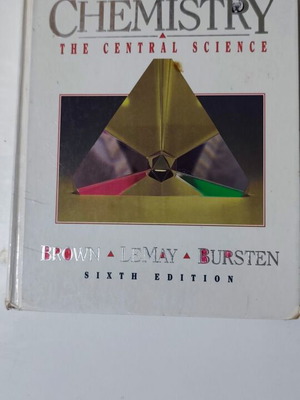 CHEMISTRY
THE CENTRAL SCIENCE
BROWN ▲ LEMAY ▲ BURSTEN
SIXTH EDITION